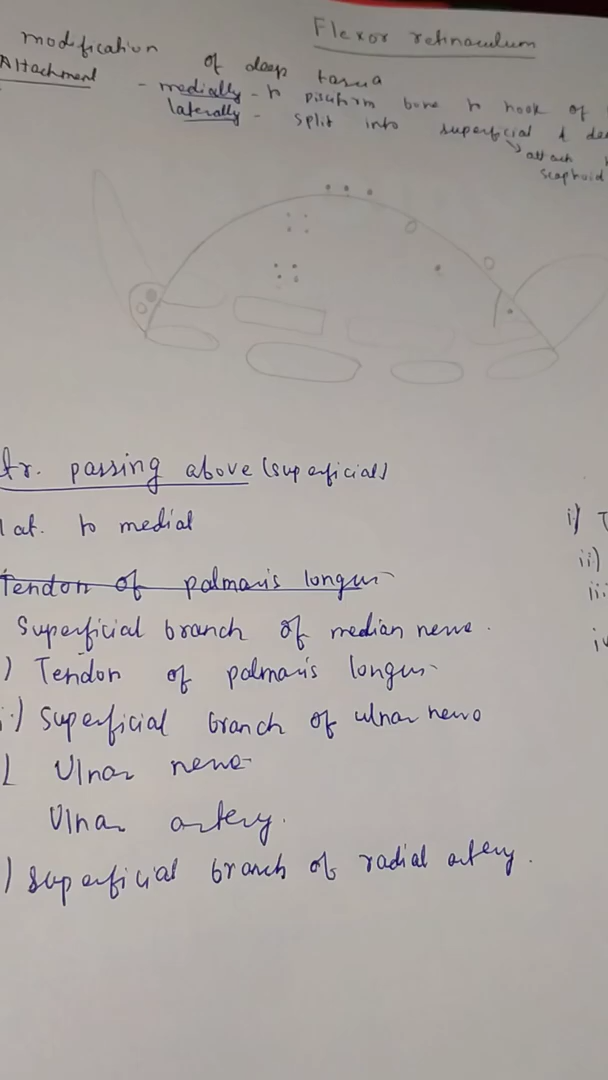 Flexor retinaculum
modification of deep fascia
Attachment - medially - to pisiform bone to hook of
laterally - split into superficial &
attach
scaphoid
str. passing above (superficial)
lat. to medial
Tendon of palmaris longus
Superficial branch of median nerve.
) Tendon of palmaris longus
) Superficial branch of ulnar nerve
Ulnar nerve
Ulnar artery.
) Superficial branch of radial artery.
i)
ii)
iii